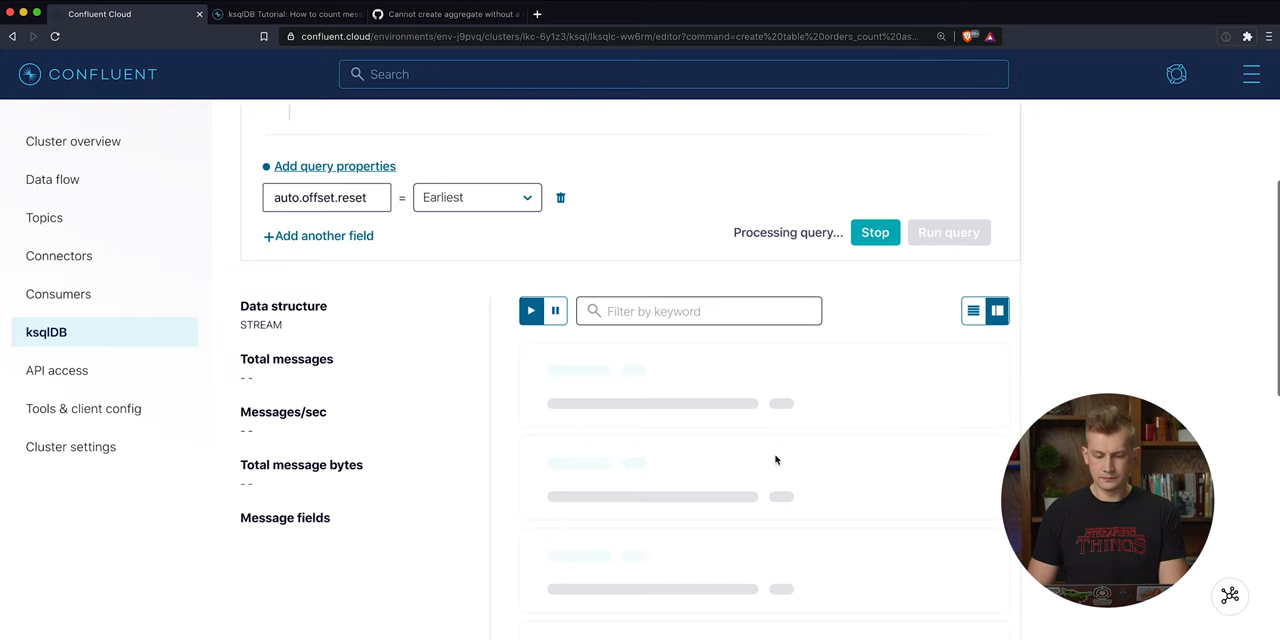 Confluent Cloud
ksqlDB Tutorial: How to count mess
Cannot create aggregate without a
confluent.cloud/environments/env-j9pvq/clusters/lkc-6y1z3/ksql/lksqlc-ww6rm/editor?command=create%20table%20orders_count%20as...
CONFLUENT
Search
Cluster overview
Data flow
Topics
Connectors
Consumers
ksqlDB
API access
Tools & client config
Cluster settings
Add query properties
auto.offset.reset = Earliest
+Add another field
Processing query... Stop Run query
Data structure
STREAM
Total messages
--
Messages/sec
--
Total message bytes
--
Message fields
Filter by keyword
STREAMING
THINGS